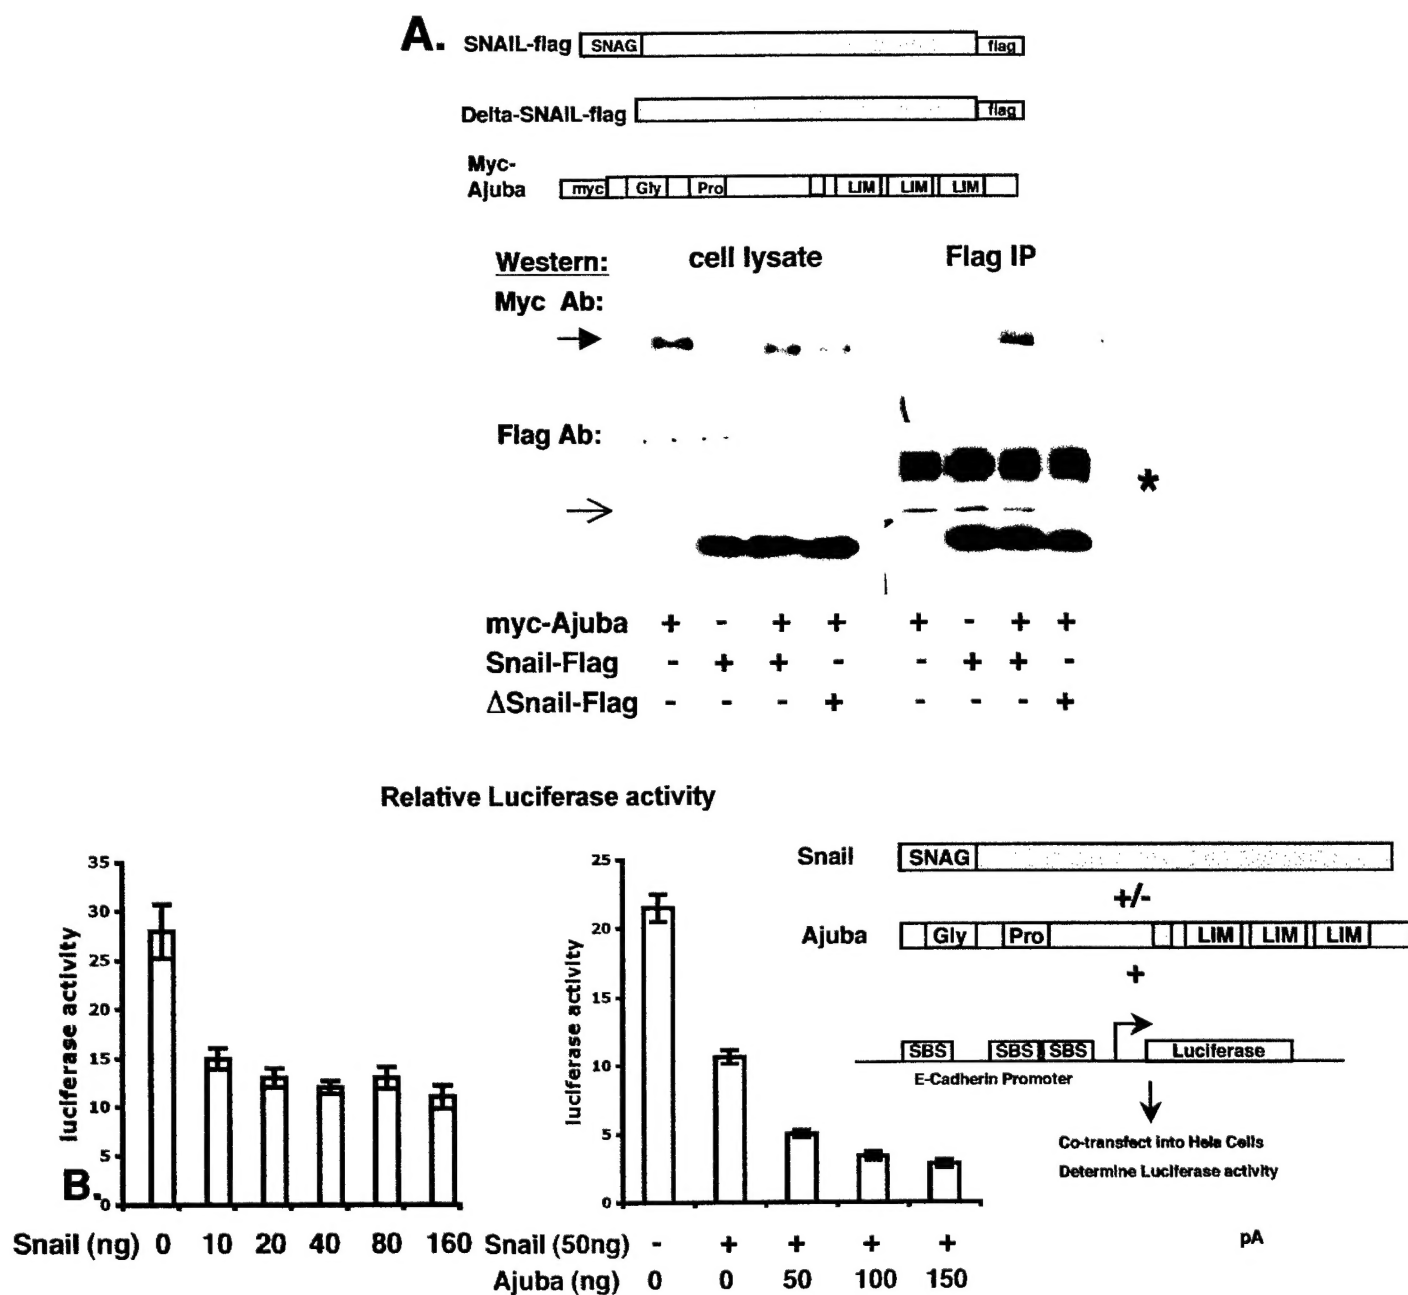 A.
SNAIL-flag SNAG flag
Delta-SNAIL-flag flag
Myc-
Ajuba myc Gly Pro LIM LIM LIM
Western: cell lysate Flag IP
Myc Ab:
Flag Ab:
*
myc-Ajuba + - + + + - + +
Snail-Flag - + + - - + + -
ΔSnail-Flag - - - + - - - +
Relative Luciferase activity
luciferase activity
35
30
25
20
15
10
5
0
B.
Snail (ng) 0 10 20 40 80 160
luciferase activity
25
20
15
10
5
0
Snail (50ng) - + + + +
Ajuba (ng) 0 0 50 100 150
Snail SNAG
+/-
Ajuba Gly Pro LIM LIM LIM
+
SBS SBS SBS Luciferase
E-Cadherin Promoter
Co-transfect into Hela Cells
Determine Luciferase activity
pA